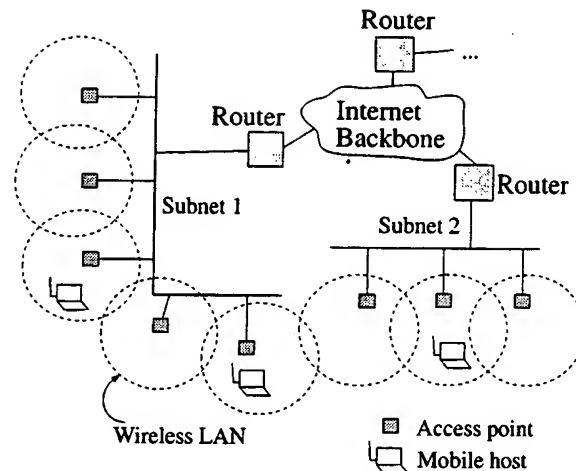 Router
...
Internet
Backbone
Router
Router
Subnet 1
Subnet 2
Wireless LAN
Access point
Mobile host